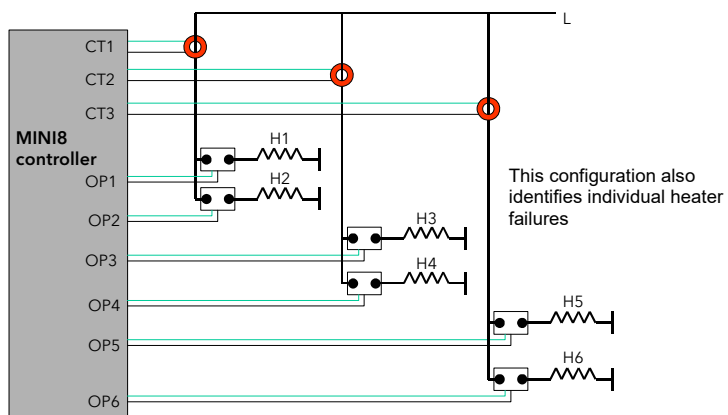 L
CT1
CT2
CT3
MINI8
controller
H1
H2
OP1
OP2
This configuration also
identifies individual heater
failures
H3
OP3
H4
OP4
H5
OP5
H6
OP6